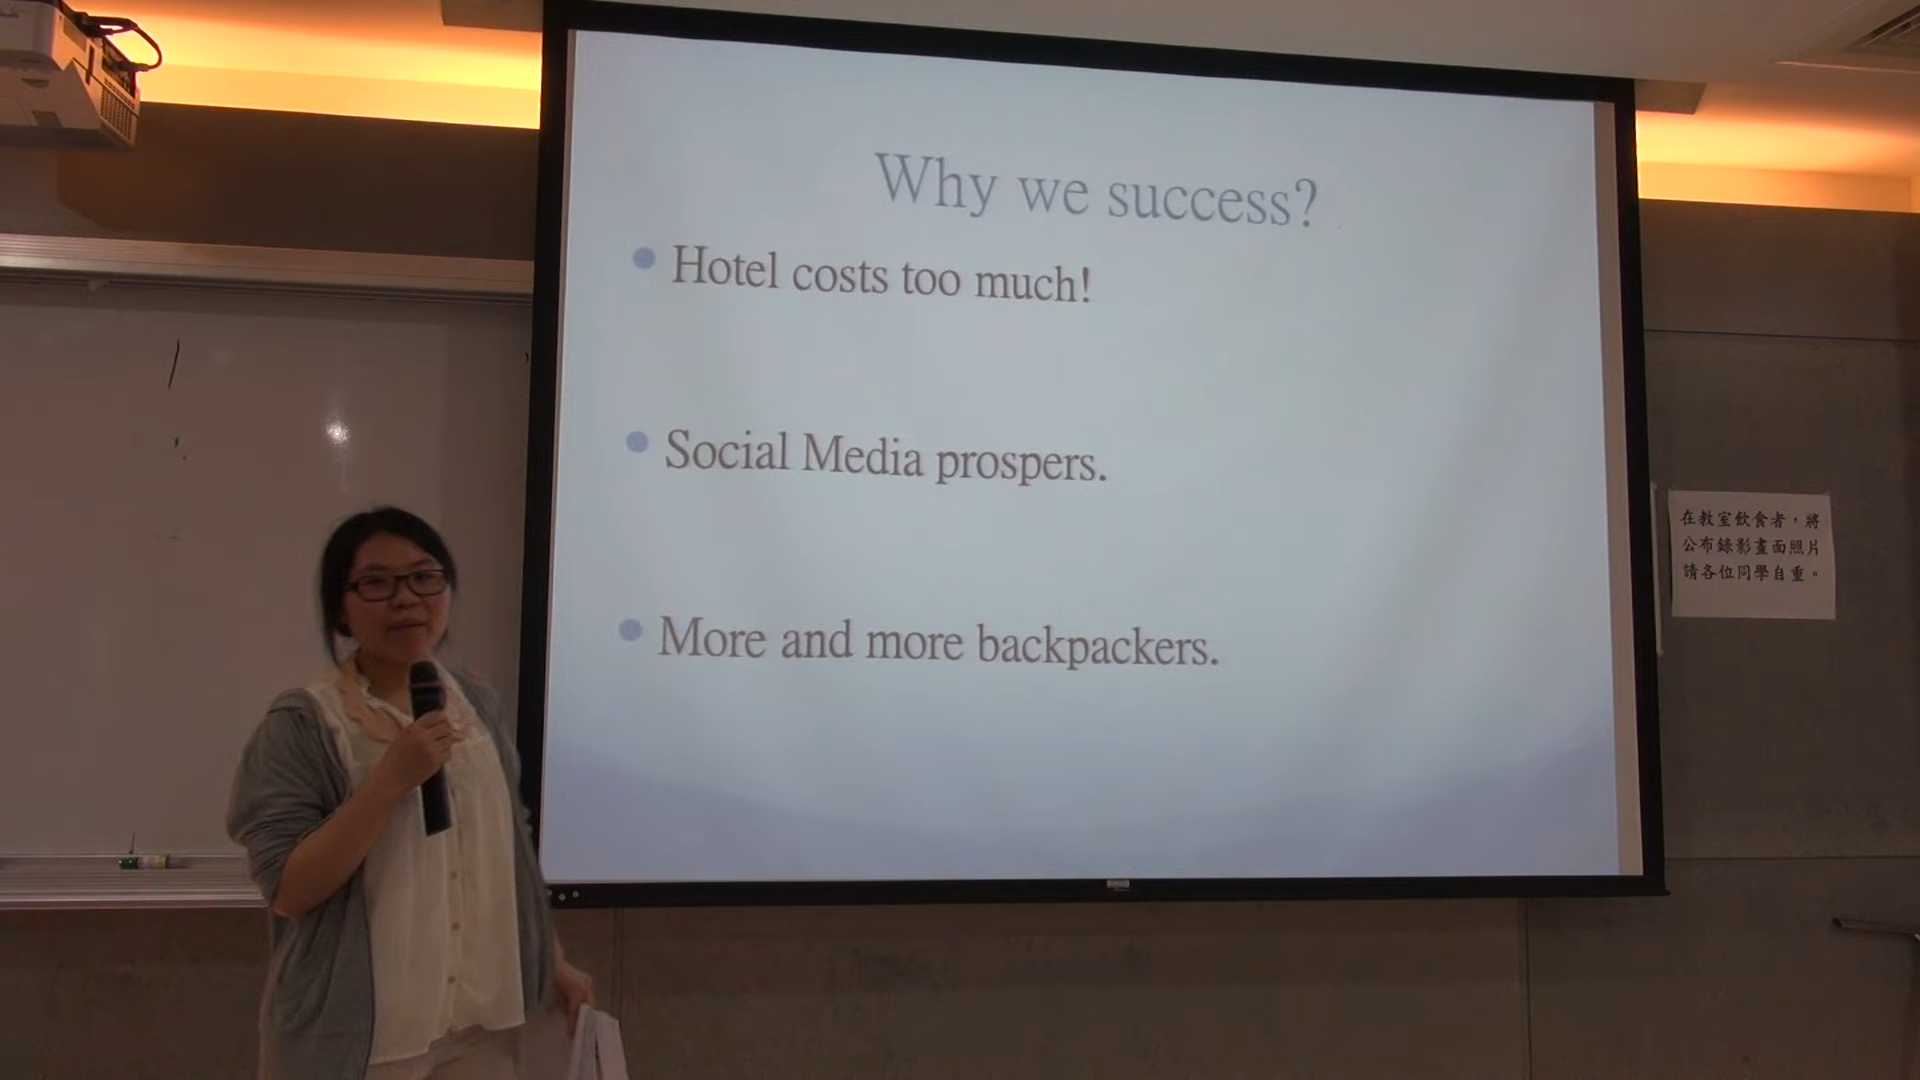 Why we success?
Hotel costs too much!
Social Media prospers.
More and more backpackers.
在教室飲食者，將
公布錄影畫面照片
請各位同學自重。